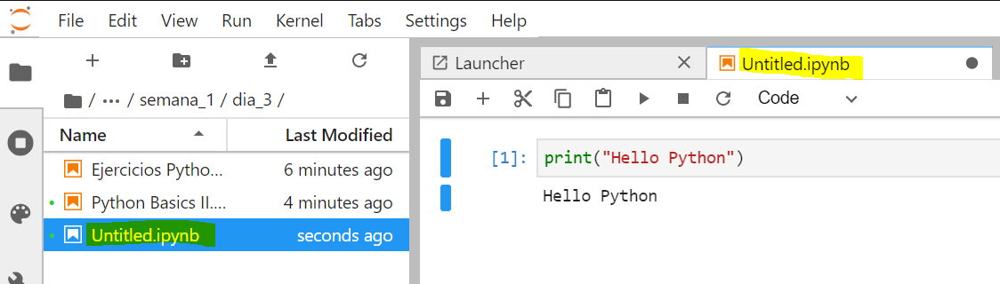 File Edit View Run Kernel Tabs Settings Help
/ ··· / semana_1 / dia_3 /
Name Last Modified
Ejercicios Pytho... 6 minutes ago
Python Basics II.... 4 minutes ago
Untitled.ipynb seconds ago
Launcher Untitled.ipynb
Code
[1]: print("Hello Python")
Hello Python